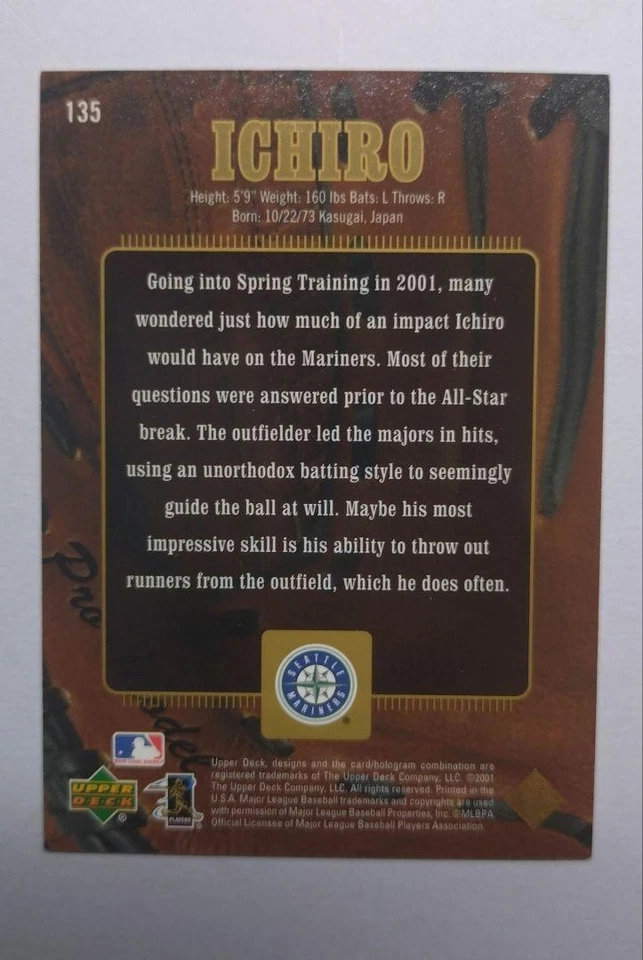 135
ICHIRO
Height: 5'9" Weight: 160 lbs Bats: L Throws: R
Born: 10/22/73 Kasugai, Japan
Going into Spring Training in 2001, many
wondered just how much of an impact Ichiro
would have on the Mariners. Most of their
questions were answered prior to the All-Star
break. The outfielder led the majors in hits,
using an unorthodox batting style to seemingly
guide the ball at will. Maybe his most
impressive skill is his ability to throw out
runners from the outfield, which he does often.
Pro
SEATTLE
MARINERS
®
del
UPPER
DECK
®
PLAYERS
®
Upper Deck, designs and the card/hologram combination are
registered trademarks of The Upper Deck Company, LLC. ©2001
The Upper Deck Company, LLC. All rights reserved. Printed in the
U.S.A. Major League Baseball trademarks and copyrights are used
with permission of Major League Baseball Properties, Inc. ©MLBPA
Official Licensee of Major League Baseball Players Association.